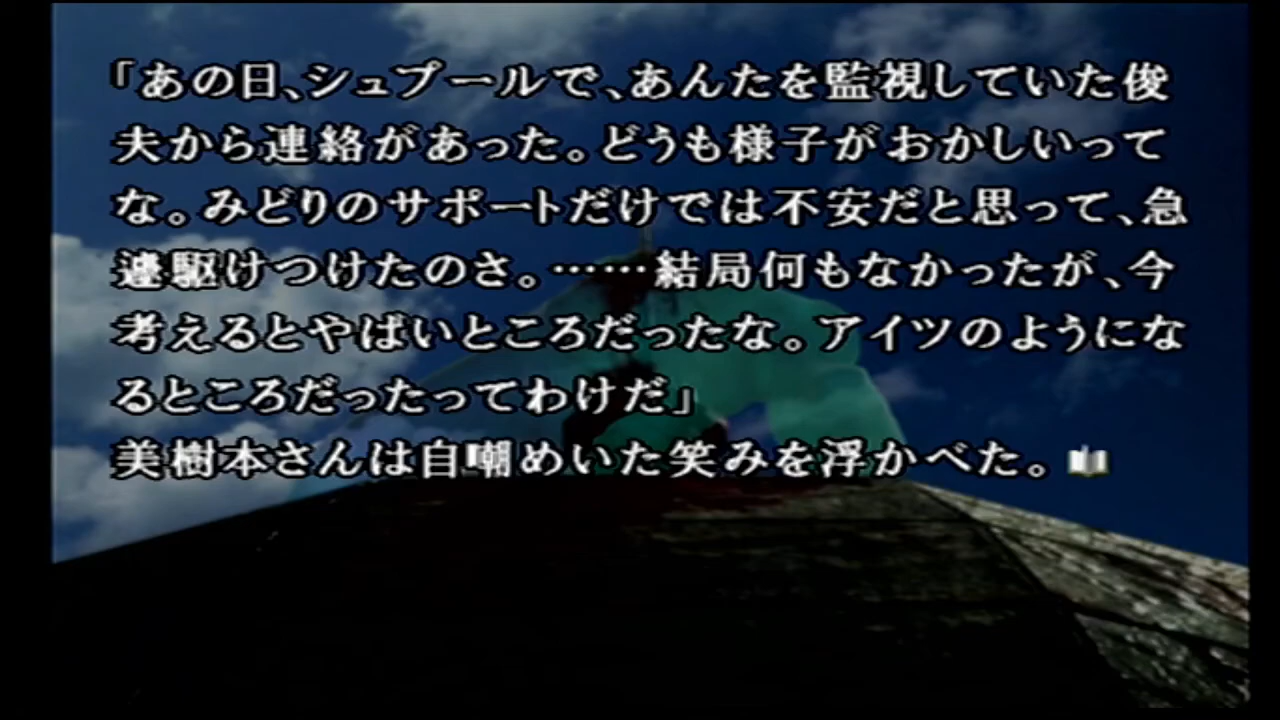 「あの日、シュプールで、あんたを監視していた俊
夫から連絡があった。どうも様子がおかしいって
な。みどりのサポートだけでは不安だと思って、急
遽駆けつけたのさ。……結局何もなかったが、今
考えるとやばいところだったな。アイツのようにな
るところだったってわけだ」
美樹本さんは自嘲めいた笑みを浮かべた。